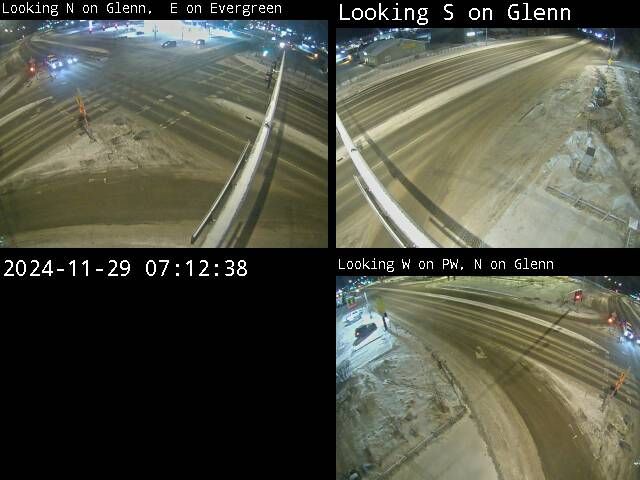 Looking N on Glenn,  E on Evergreen
Looking S on Glenn
2024-11-29 07:12:38
Looking W on PW, N on Glenn